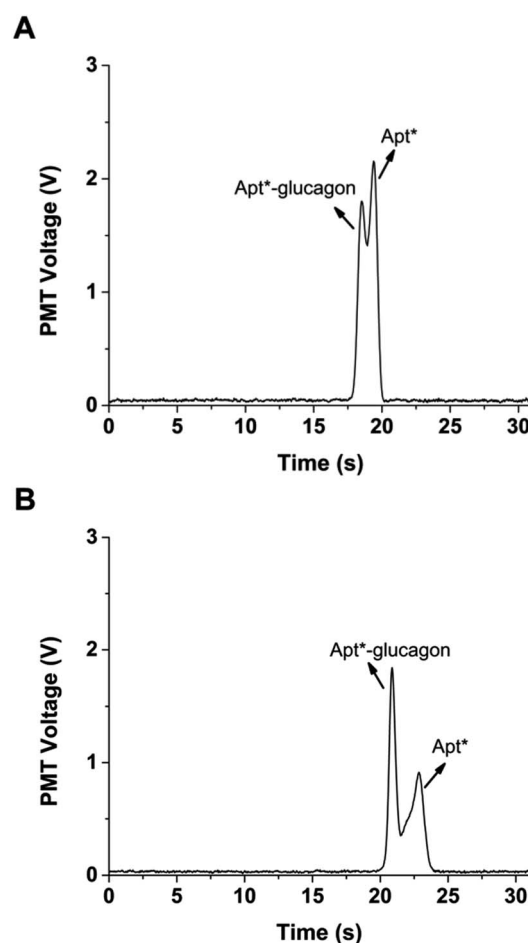 A
3
2
1
0
PMT Voltage (V)
Apt*-glucagon
Apt*
0 5 10 15 20 25 30
Time (s)
B
3
2
1
0
PMT Voltage (V)
Apt*-glucagon
Apt*
0 5 10 15 20 25 30
Time (s)